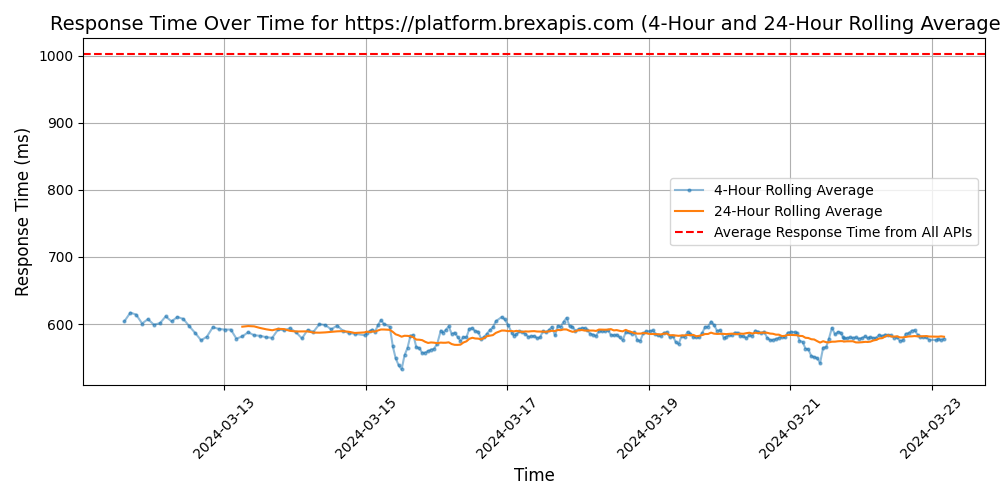 Response Time Over Time for https://platform.brexapis.com (4-Hour and 24-Hour Rolling Average
Response Time (ms)
1000
900
800
700
600
4-Hour Rolling Average
24-Hour Rolling Average
Average Response Time from All APIs
2024-03-13
2024-03-15
2024-03-17
2024-03-19
2024-03-21
2024-03-23
Time